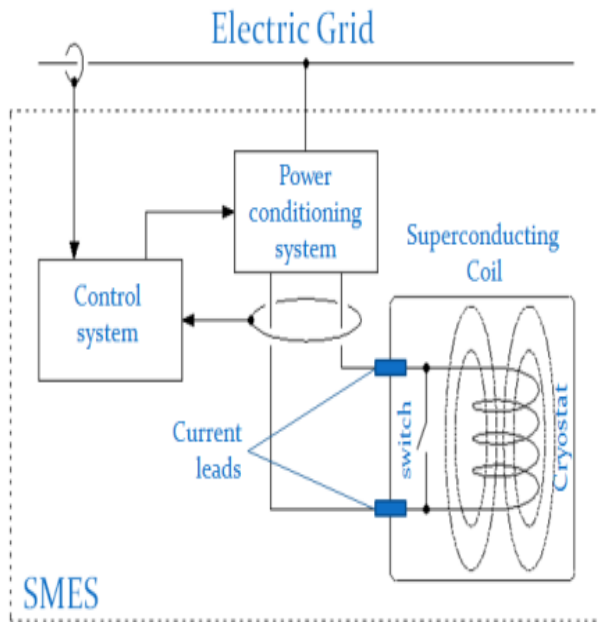 Electric Grid
Power
conditioning
system
Superconducting
Coil
Control
system
Current
leads
switch
Cryostat
SMES